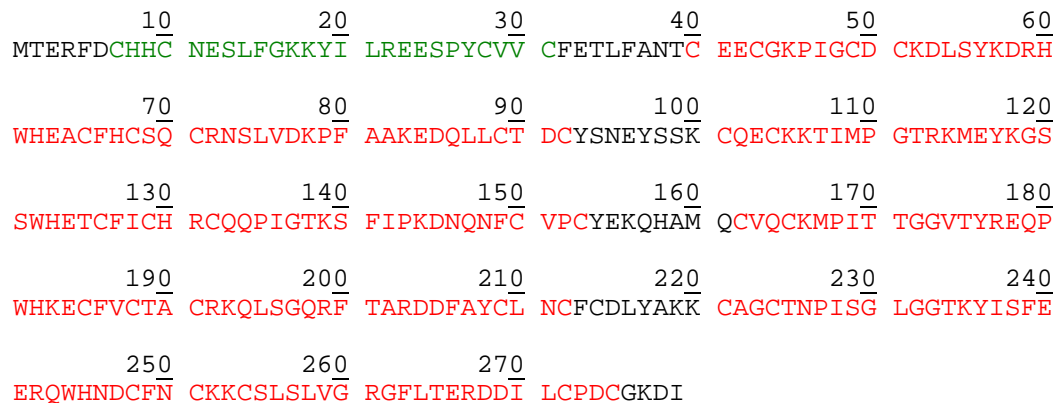 10 20 30 40 50 60
MTERFDCHHC NESLFGKKYI LREESPYCVV CFETLFANTC EECGKPIGCD CKDLSYKDRH
70 80 90 100 110 120
WHEACFHCSQ CRNSLVDKPF AAKEDQLLCT DCYSNEYSSK CQECKKTIMP GTRKMEYKGS
130 140 150 160 170 180
SWHETCFICH RCQQPIGTKS FIPKDNQNFC VPCYEKQHAM QCVQCKMPIT TGGVTYREQP
190 200 210 220 230 240
WHKECFVCTA CRKQLSGQRF TARDDFAYCL NCFCDLYAKK CAGCTNPISG LGGTKYISFE
250 260 270
ERQWHNDCFN CKKCSLSLVG RGFLTERDDI LCPDCGKDI